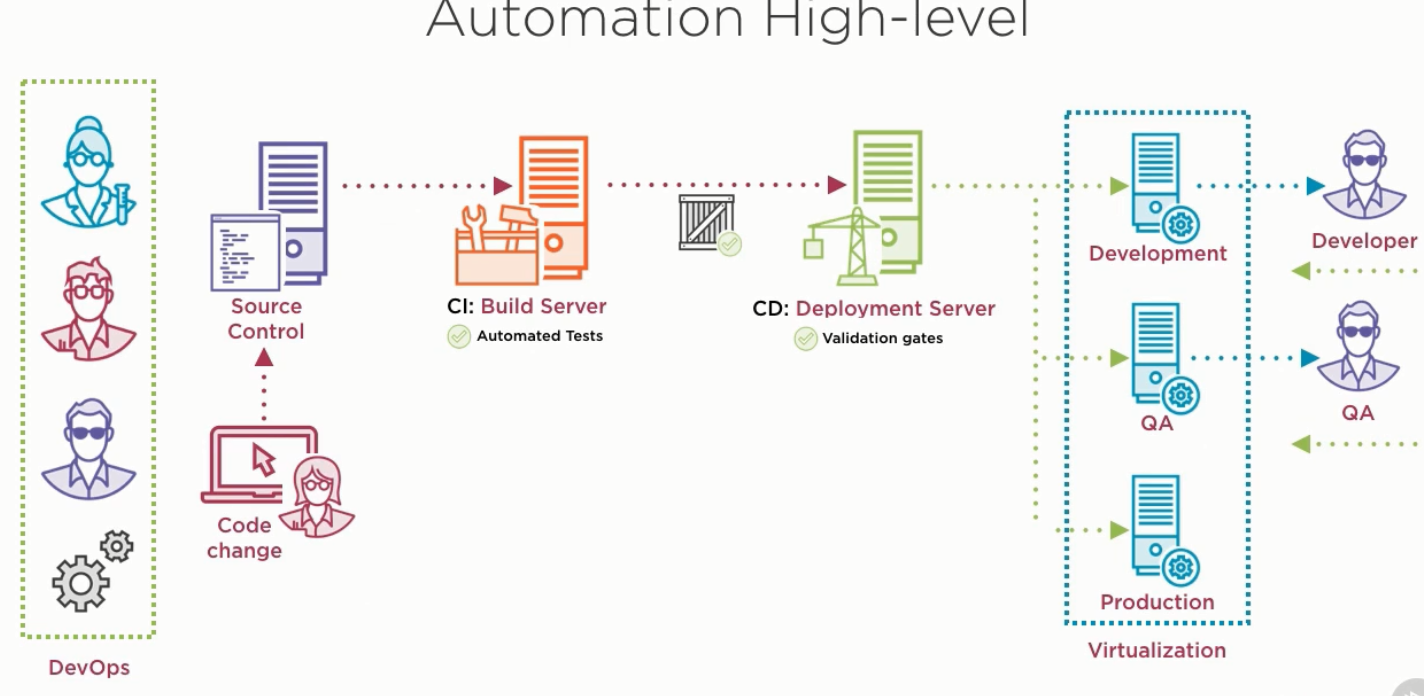 Automation High-level
Source
Control
CI: Build Server
Automated Tests
CD: Deployment Server
Validation gates
Development
Developer
QA
QA
Code
change
Production
Virtualization
DevOps